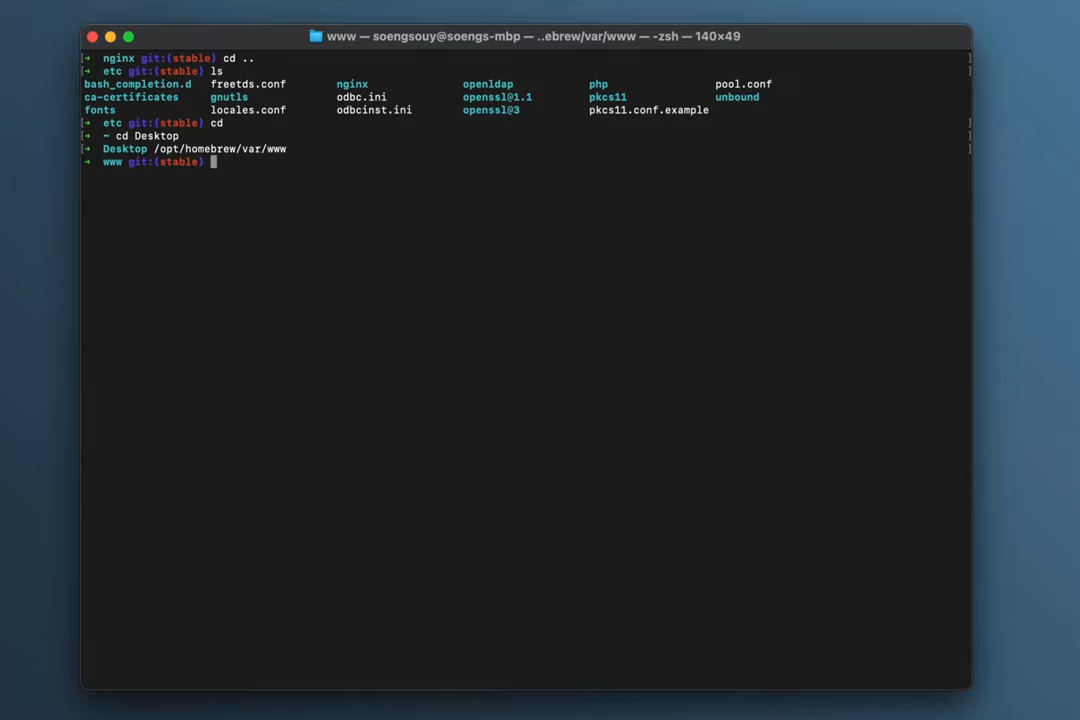 www — soengsouy@soengs-mbp — ..ebrew/var/www — -zsh — 140×49
[➜  nginx git:(stable) cd ..                ]
[➜  etc git:(stable) ls                ]
bash_completion.d   freetds.conf        nginx               openldap            php                 pool.conf
ca-certificates     gnutls              odbc.ini            openssl@1.1         pkcs11              unbound
fonts               locales.conf        odbcinst.ini        openssl@3           pkcs11.conf.example
[➜  etc git:(stable) cd                ]
[➜  ~ cd Desktop                ]
[➜  Desktop /opt/homebrew/var/www                ]
➜  www git:(stable)